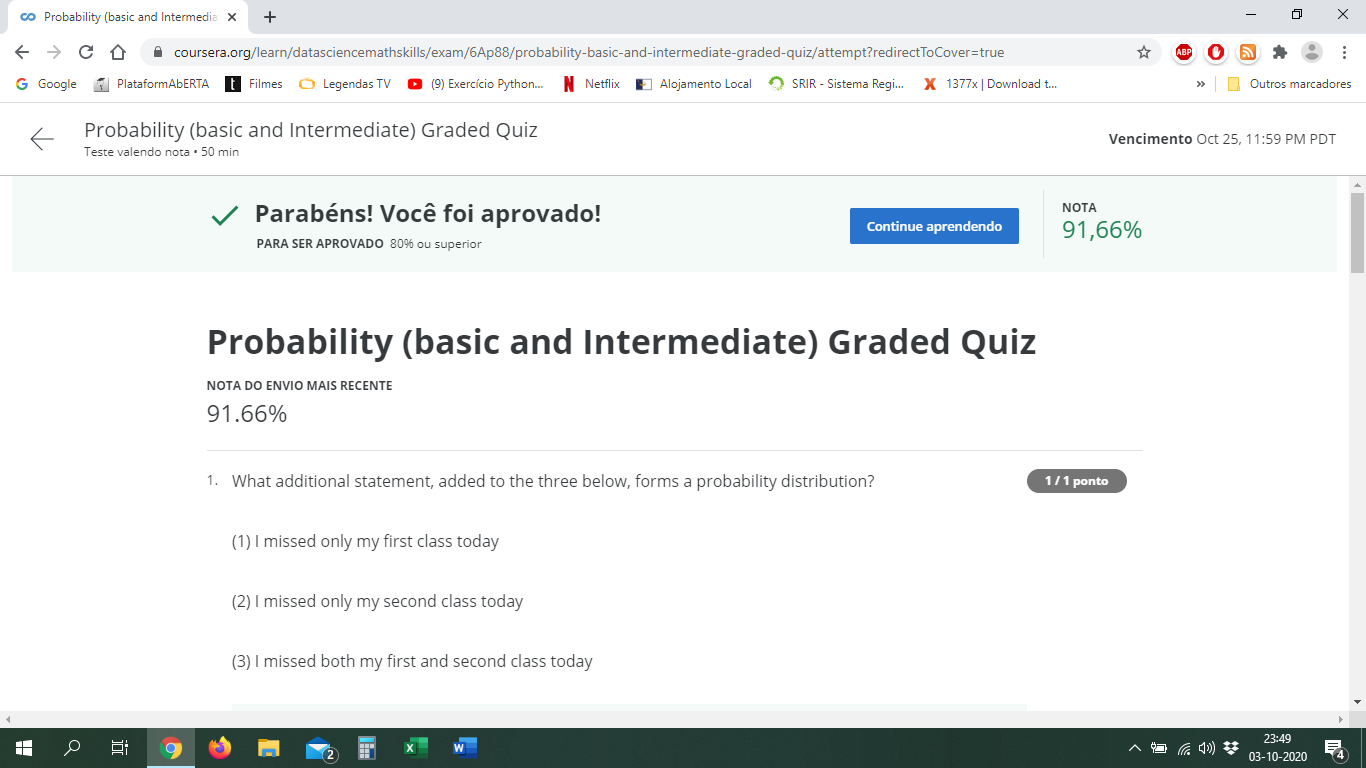 Probability (basic and Intermedia
coursera.org/learn/datasciencemathskills/exam/6Ap88/probability-basic-and-intermediate-graded-quiz/attempt?redirectToCover=true
ABP
Google PlataformAbERTA Filmes Legendas TV (9) Exercício Python... Netflix Alojamento Local SRIR - Sistema Regi... 1377x | Download t... » Outros marcadores
Probability (basic and Intermediate) Graded Quiz
Teste valendo nota • 50 min
Vencimento Oct 25, 11:59 PM PDT
Parabéns! Você foi aprovado!
PARA SER APROVADO 80% ou superior
Continue aprendendo
NOTA
91,66%
Probability (basic and Intermediate) Graded Quiz
NOTA DO ENVIO MAIS RECENTE
91.66%
1. What additional statement, added to the three below, forms a probability distribution?
1 / 1 ponto
(1) I missed only my first class today
(2) I missed only my second class today
(3) I missed both my first and second class today
2
23:49
03-10-2020
4